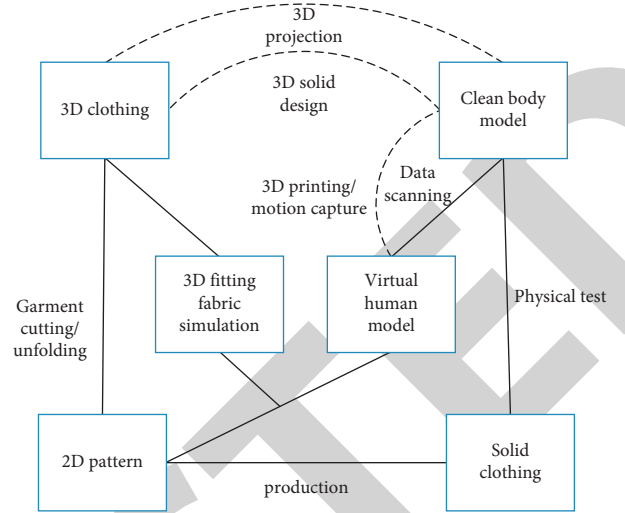 3D
projection
3D clothing
3D solid
design
Clean body
model
3D printing/
motion capture
Data
scanning
Garment
cutting/
unfolding
3D fitting
fabric
simulation
Virtual
human
model
Physical test
2D pattern
production
Solid
clothing